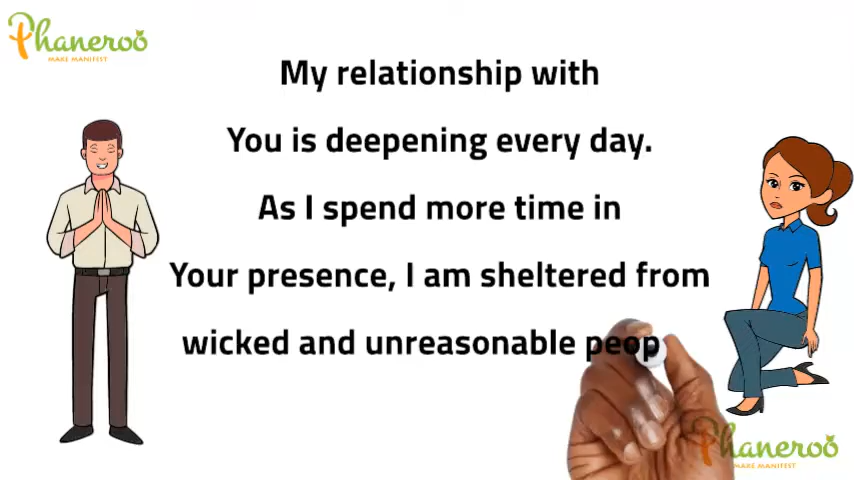 Phaneroo
MAKE MANIFEST
My relationship with
You is deepening every day.
As I spend more time in
Your presence, I am sheltered from
wicked and unreasonable peop
Phaneroo
MAKE MANIFEST